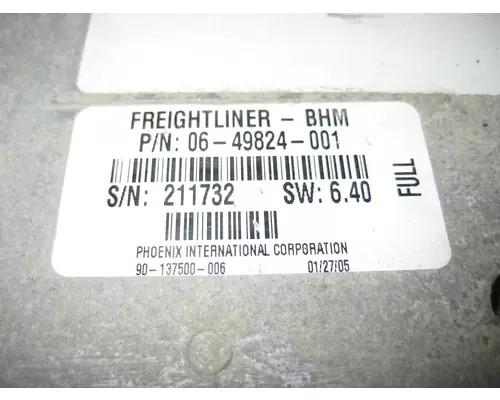 FREIGHTLINER - BHM
P/N: 06-49824-001
S/N: 211732 SW: 6.40
FULL
PHOENIX INTERNATIONAL CORPORATION
90-137500-006 01/27/05